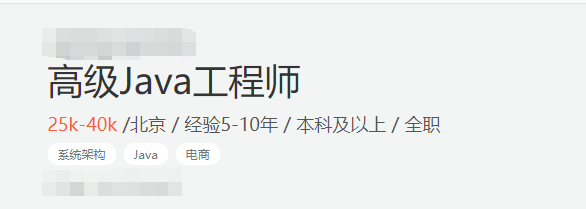 高级Java工程师
25k-40k /北京 / 经验5-10年 / 本科及以上 / 全职
系统架构 Java 电商